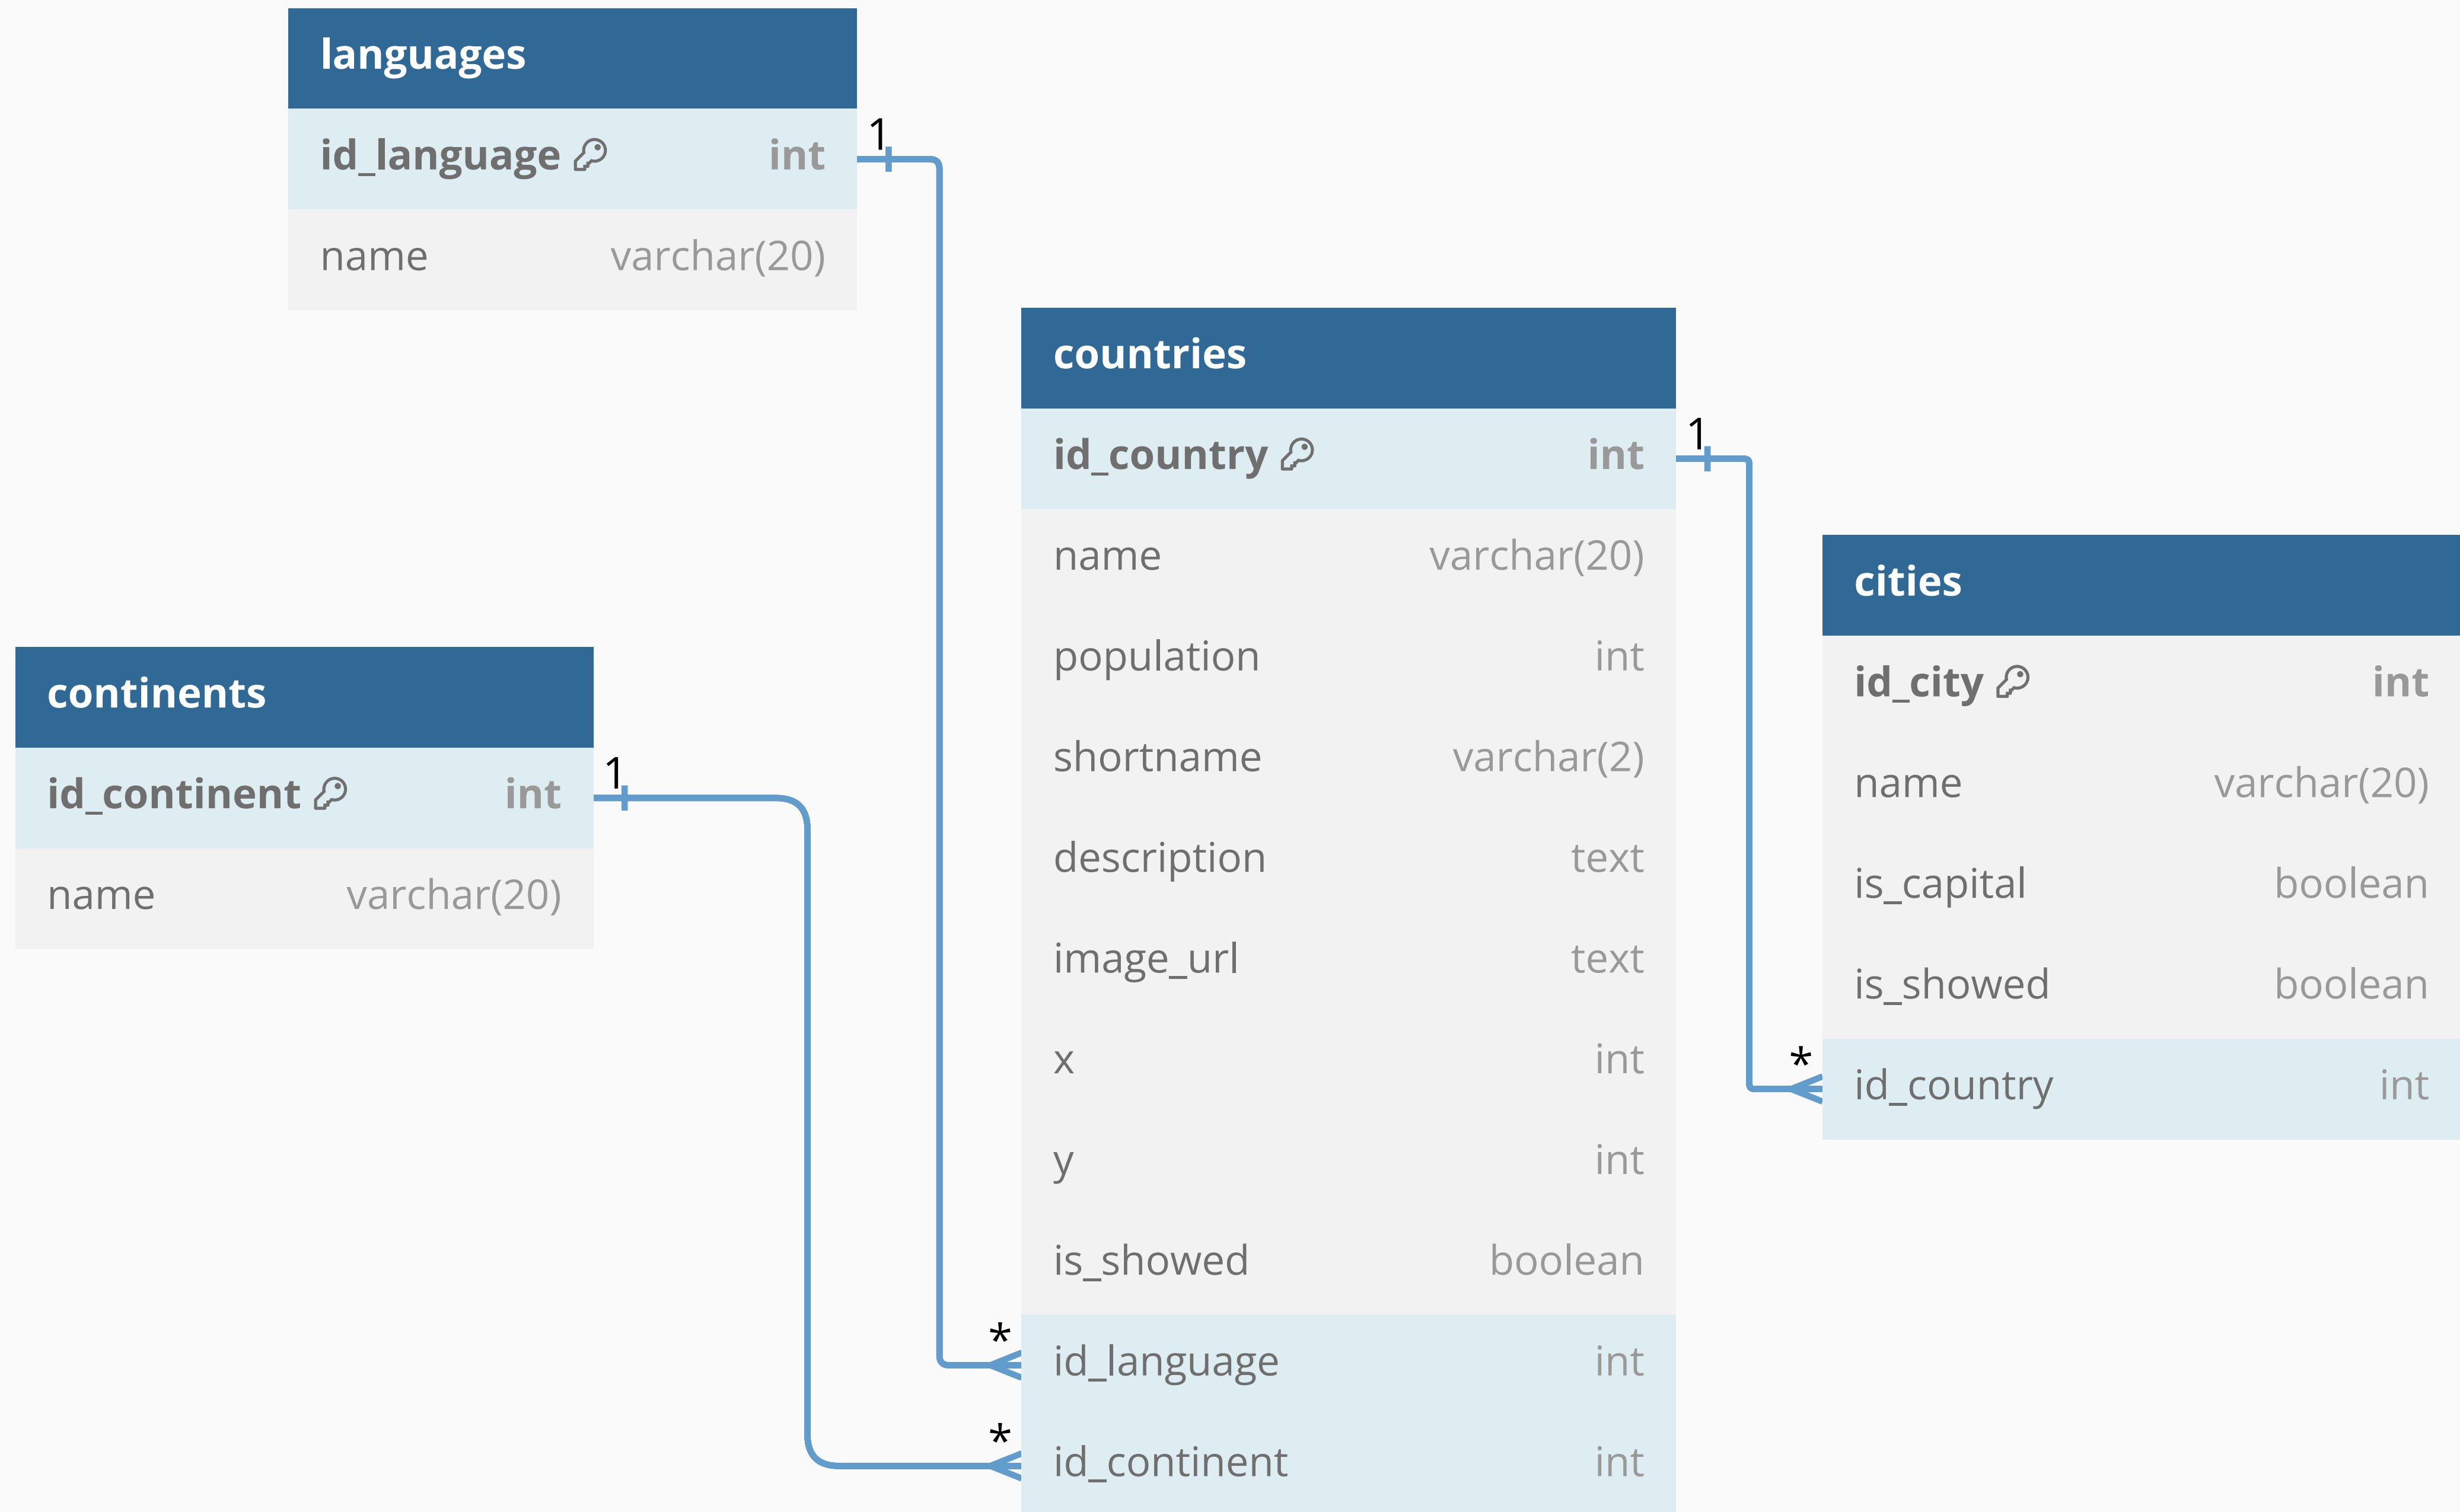 languages
id_language int
1
name varchar(20)
countries
id_country int
1
name varchar(20)
population int
shortname varchar(2)
description text
image_url text
x int
y int
is_showed boolean
*
id_language int
*
id_continent int
continents
id_continent int
1
name varchar(20)
cities
id_city int
name varchar(20)
is_capital boolean
is_showed boolean
*
id_country int